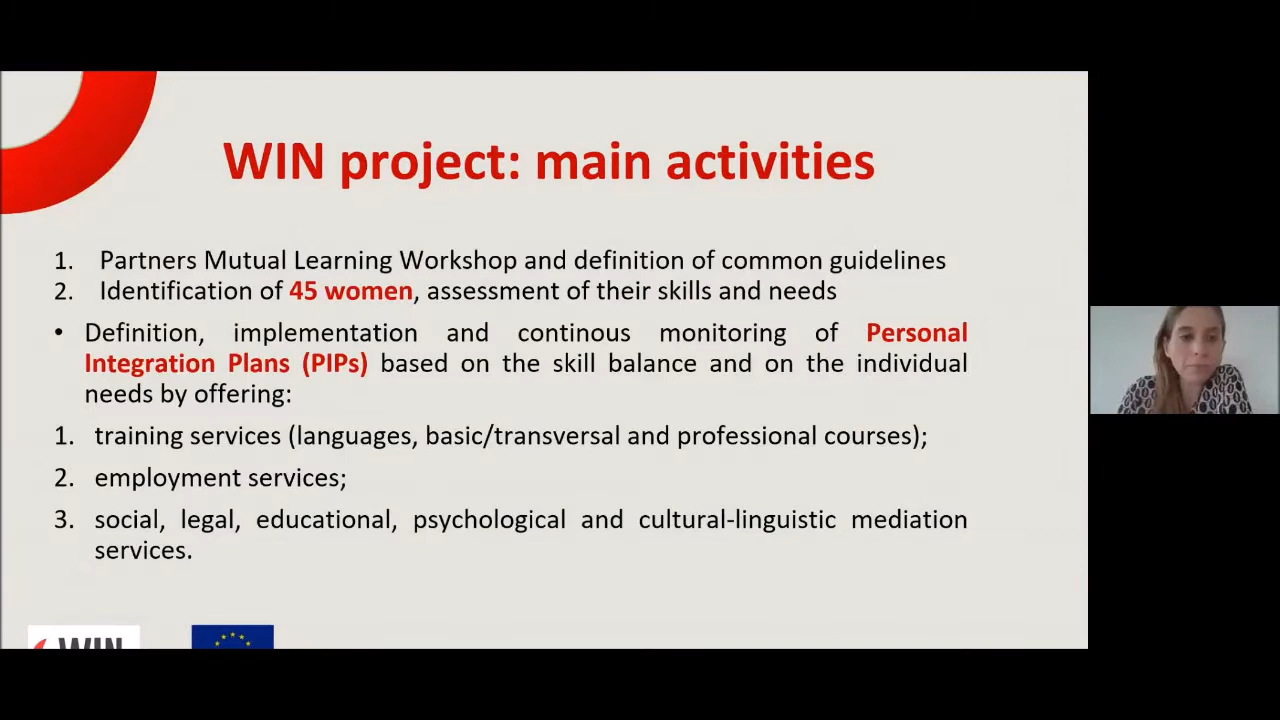 WIN project: main activities
1. Partners Mutual Learning Workshop and definition of common guidelines
2. Identification of 45 women, assessment of their skills and needs
• Definition, implementation and continous monitoring of Personal
Integration Plans (PIPs) based on the skill balance and on the individual
needs by offering:
1. training services (languages, basic/transversal and professional courses);
2. employment services;
3. social, legal, educational, psychological and cultural-linguistic mediation
services.
WIN